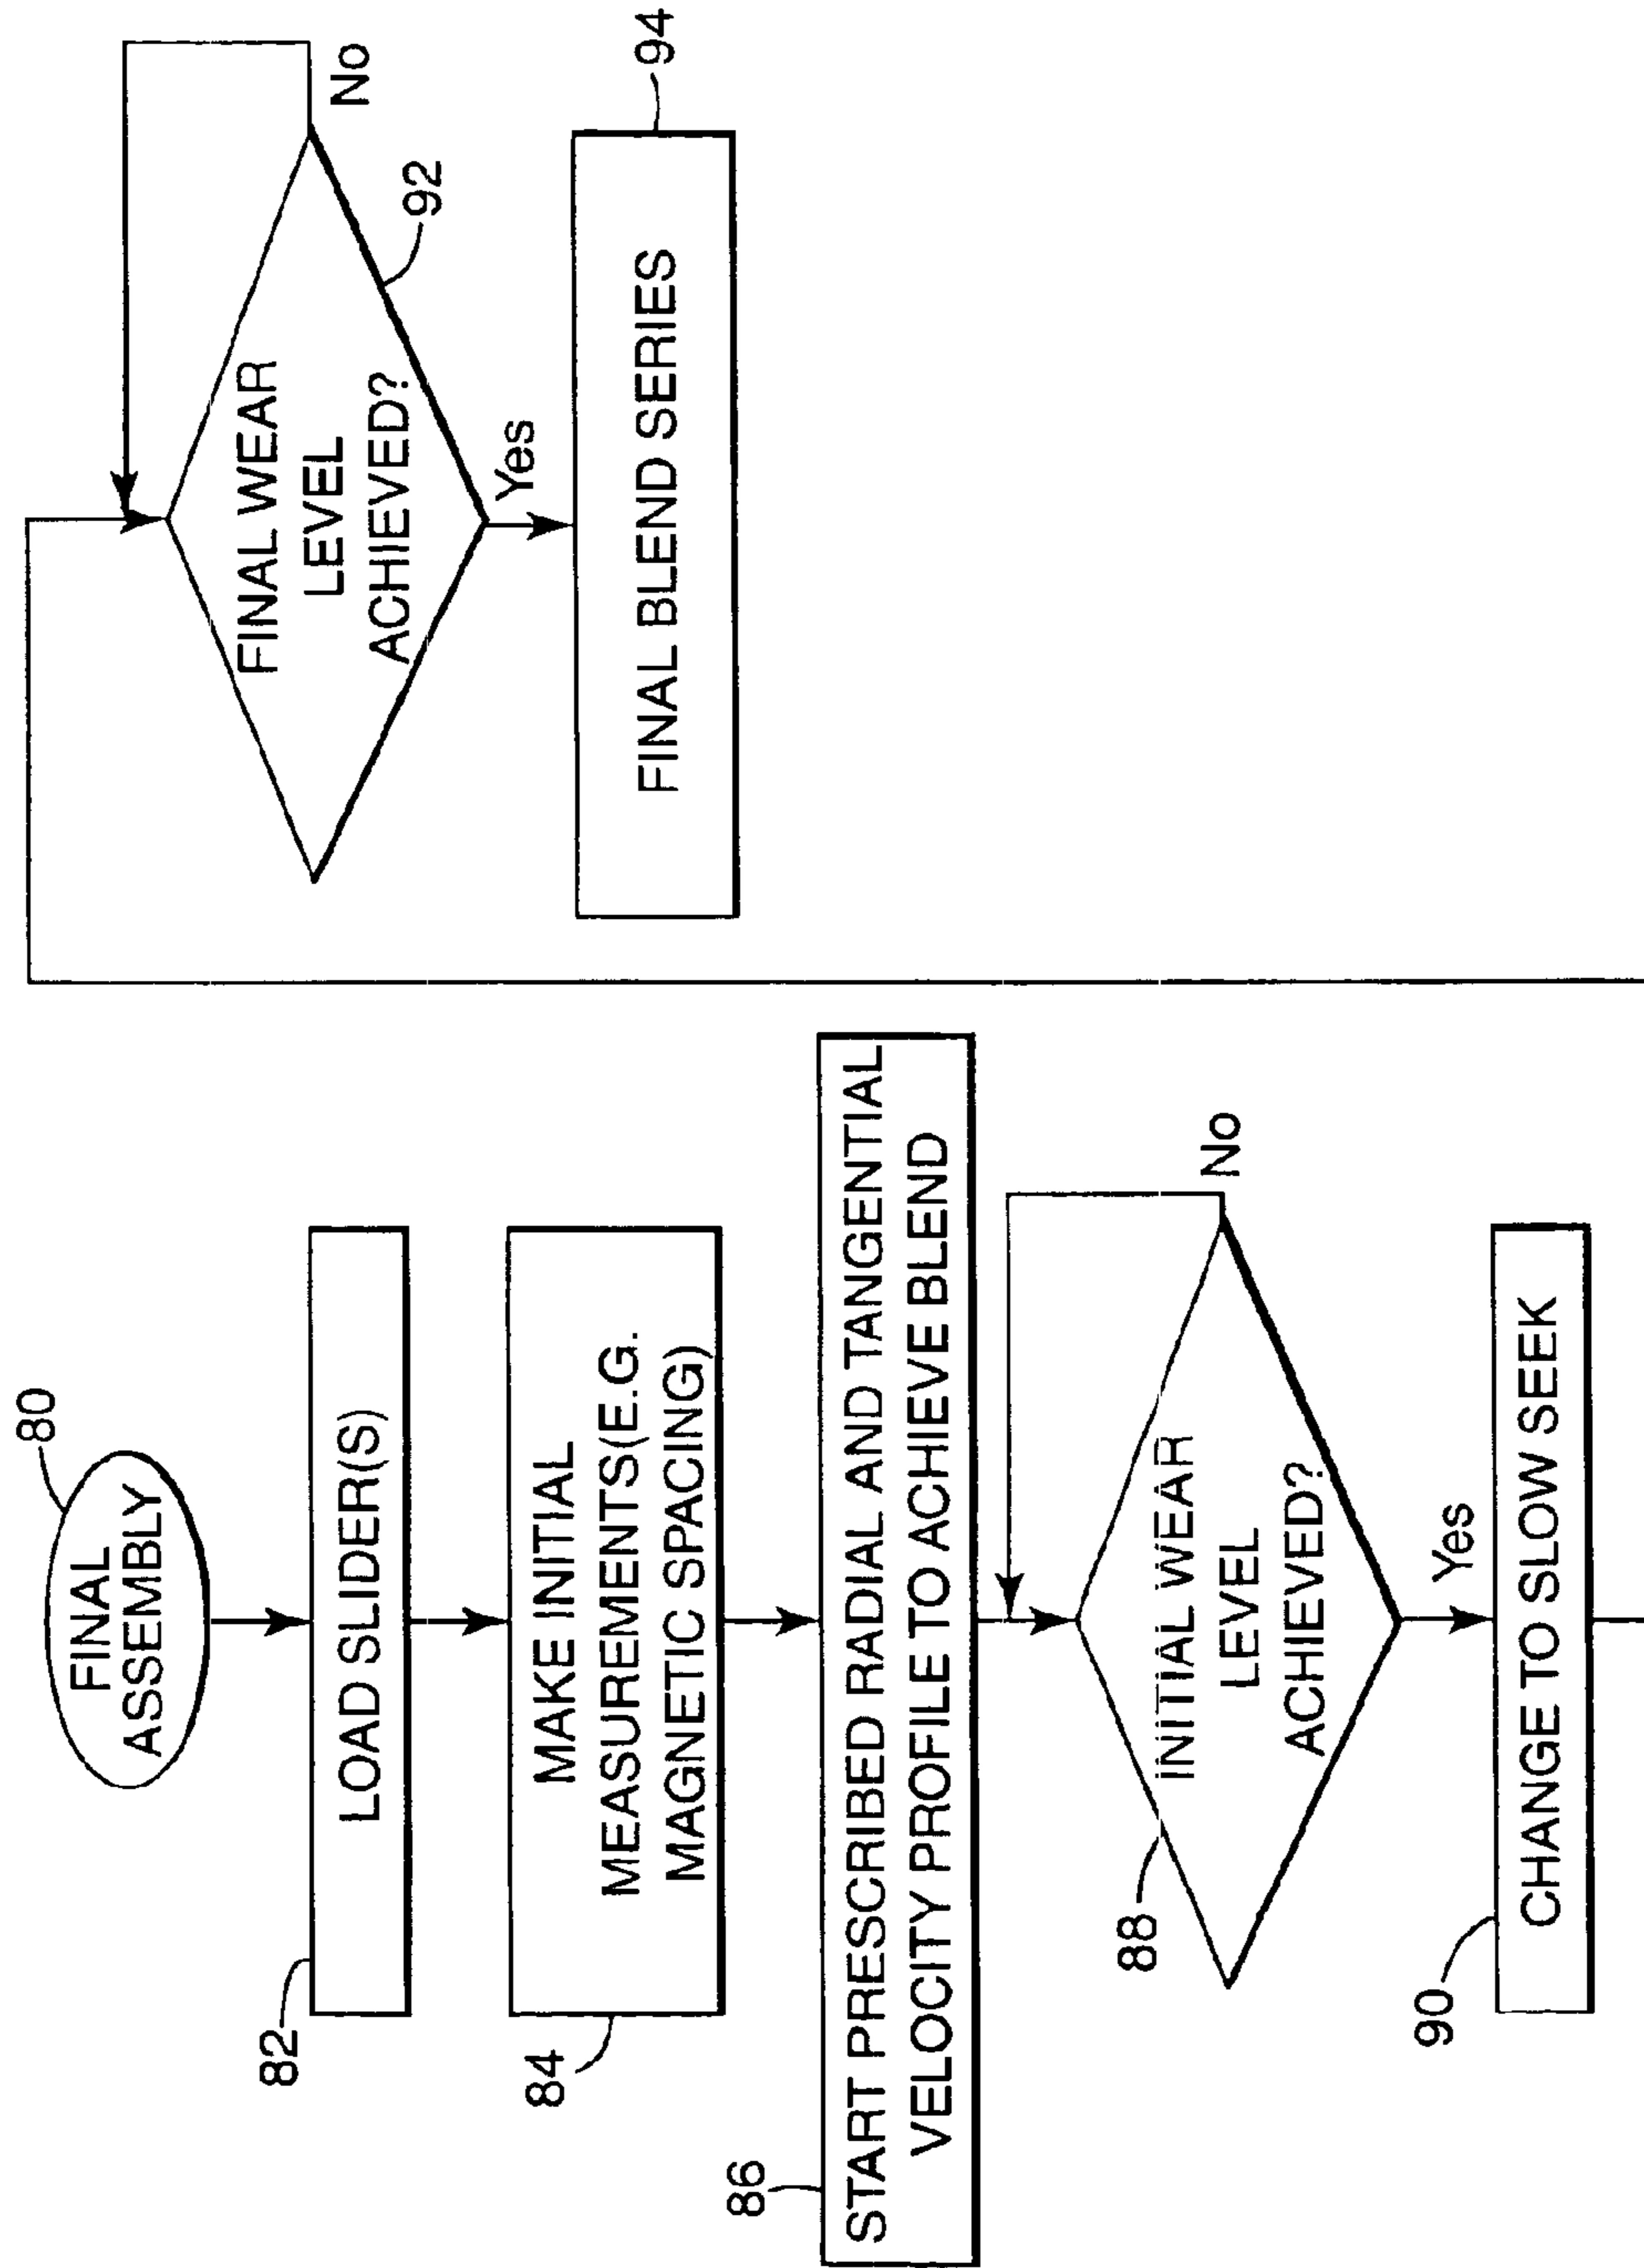 80
FINAL
ASSEMBLY
82
LOAD SLIDER(S)
84
MAKE INITIAL
MEASUREMENTS(E.G.
MAGNETIC SPACING)
86
START PRESCRIBED RADIAL AND TANGENTIAL
VELOCITY PROFILE TO ACHIEVE BLEND
88
INITIAL WEAR
LEVEL
ACHIEVED?
No
Yes
90
CHANGE TO SLOW SEEK
FINAL WEAR
LEVEL
ACHIEVED?
No
92
Yes
94
FINAL BLEND SERIES